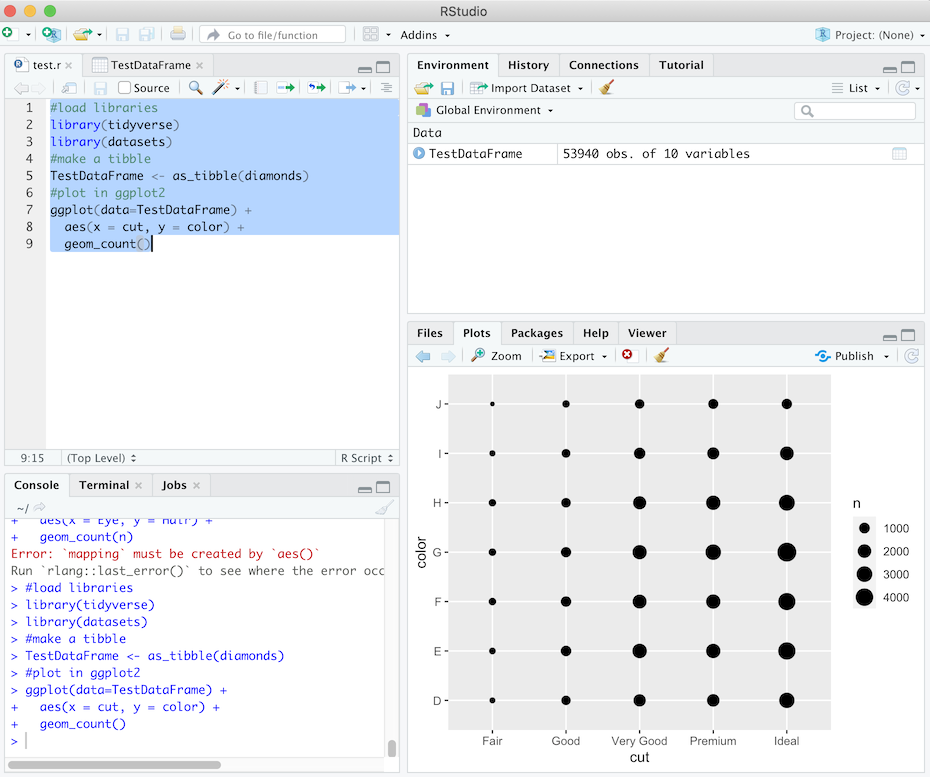 RStudio
Go to file/function
Addins
Project: (None)
test.r
TestDataFrame
Source
1 #load libraries
2 library(tidyverse)
3 library(datasets)
4 #make a tibble
5 TestDataFrame <- as_tibble(diamonds)
6 #plot in ggplot2
7 ggplot(data=TestDataFrame) +
8 aes(x = cut, y = color) +
9 geom_count()
9:15 (Top Level) R Script
Console Terminal Jobs
~/
+ aes(x = Eye, y = Hair) +
+ geom_count(n)
Error: `mapping` must be created by `aes()`
Run `rlang::last_error()` to see where the error occ
> #load libraries
> library(tidyverse)
> library(datasets)
> #make a tibble
> TestDataFrame <- as_tibble(diamonds)
> #plot in ggplot2
> ggplot(data=TestDataFrame) +
+ aes(x = cut, y = color) +
+ geom_count()
>
Environment History Connections Tutorial
Import Dataset List
Global Environment
Data
TestDataFrame 53940 obs. of 10 variables
Files Plots Packages Help Viewer
Zoom Export Publish
J
I
H
G
F
E
D
color
Fair Good Very Good Premium Ideal
cut
n
1000
2000
3000
4000